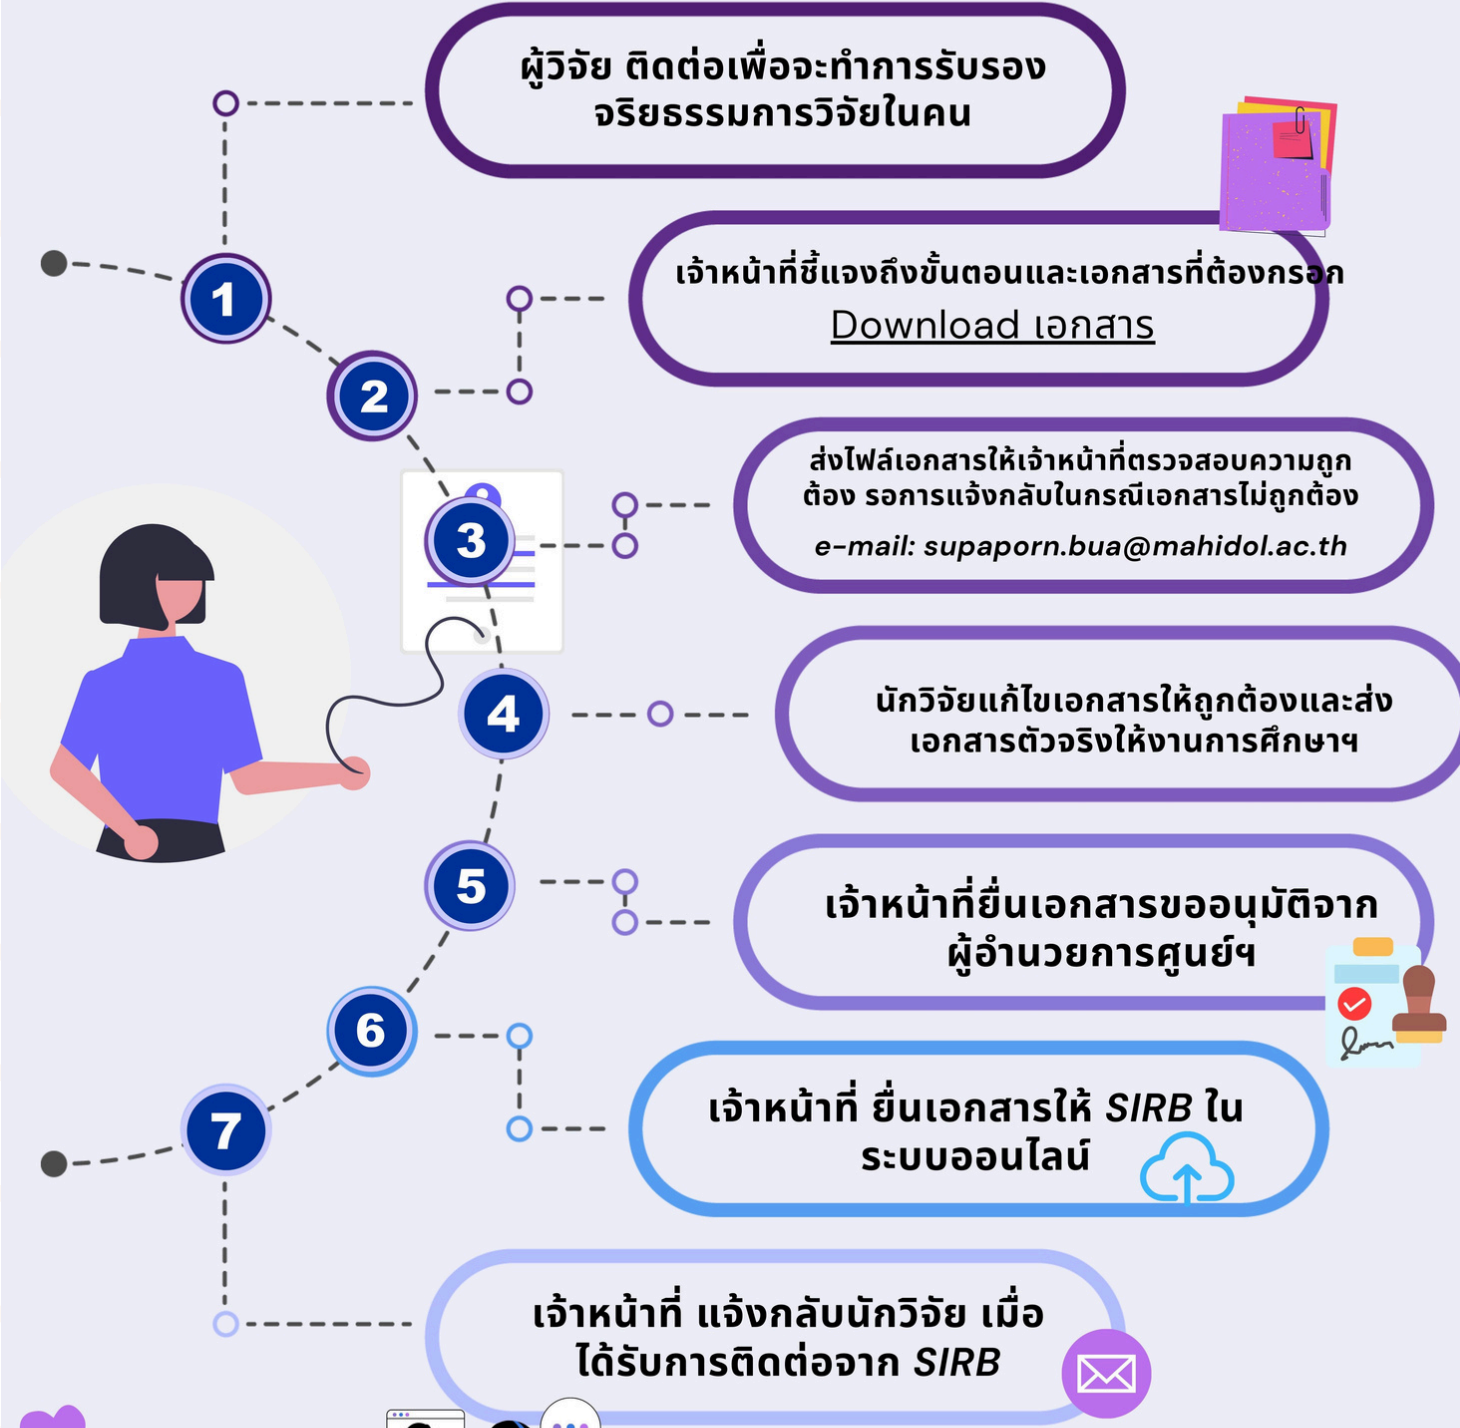 ผู้วิจัย ติดต่อเพื่อจะทำการรับรอง
จริยธรรมการวิจัยในคน
1
เจ้าหน้าที่ชี้แจงถึงขั้นตอนและเอกสารที่ต้องกรอก
Download เอกสาร
2
ส่งไฟล์เอกสารให้เจ้าหน้าที่ตรวจสอบความถูก
ต้อง รอการแจ้งกลับในกรณีเอกสารไม่ถูกต้อง
e-mail: supaporn.bua@mahidol.ac.th
3
นักวิจัยแก้ไขเอกสารให้ถูกต้องและส่ง
เอกสารตัวจริงให้งานการศึกษาฯ
4
เจ้าหน้าที่ยื่นเอกสารขออนุมัติจาก
ผู้อำนวยการศูนย์ฯ
5
เจ้าหน้าที่ ยื่นเอกสารให้ SIRB ใน
ระบบออนไลน์
6
เจ้าหน้าที่ แจ้งกลับนักวิจัย เมื่อ
ได้รับการติดต่อจาก SIRB
7